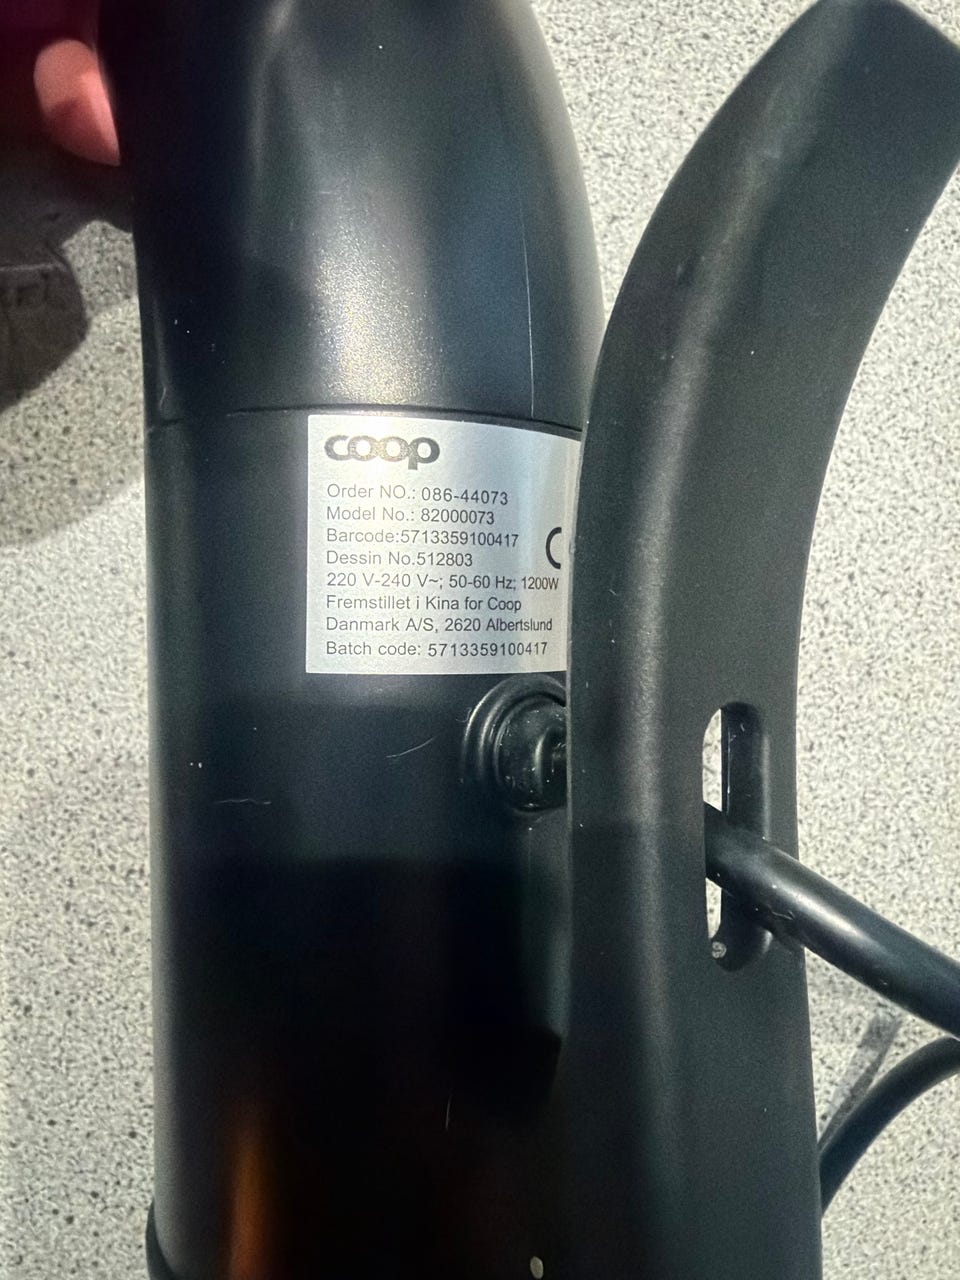 coop
Order NO.: 086-44073
Model No.: 82000073
Barcode:5713359100417
Dessin No.512803
220 V-240 V~; 50-60 Hz; 1200W
Fremstillet i Kina for Coop
Danmark A/S, 2620 Albertslund
Batch code: 5713359100417